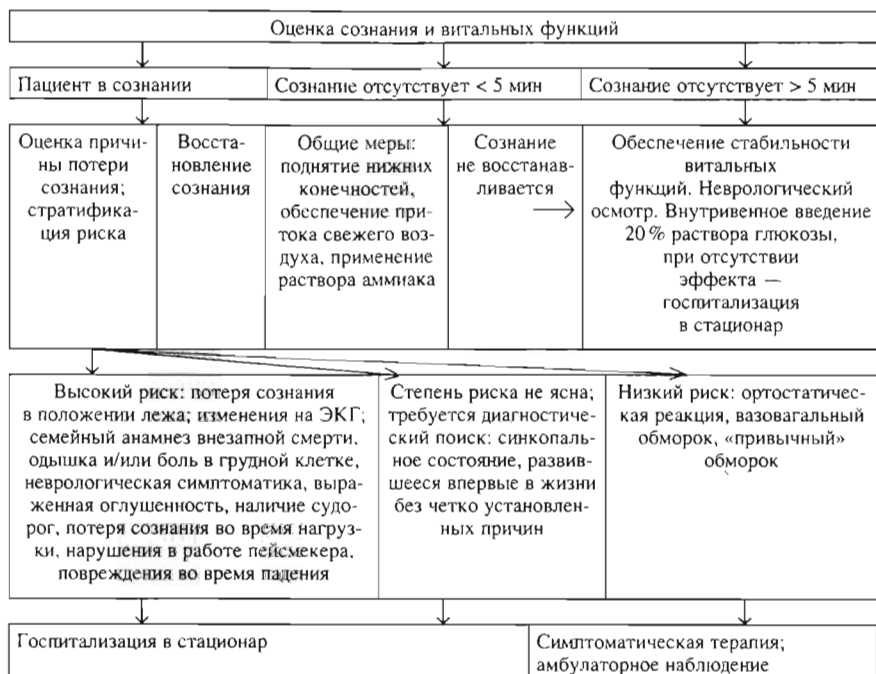 Оценка сознания и витальных функций
Пациент в сознании
Сознание отсутствует < 5 мин
Сознание отсутствует > 5 мин
Оценка причи-
ны потери
сознания;
стратифика-
ция риска
Восста-
новление
сознания
Общие меры:
поднятие нижних
конечностей,
обеспечение при-
тока свежего воз-
духа, применение
раствора аммиака
Сознание
не восстанав-
ливается
Обеспечение стабильности
витальных
функций. Неврологический
осмотр. Внутривенное введение
20% раствора глюкозы,
при отсутствии
эффекта —
госпитализация
в стационар
Высокий риск: потеря сознания
в положении лежа; изменения на ЭКГ;
семейный анамнез внезапной смерти,
одышка и/или боль в грудной клетке,
неврологическая симптоматика, выра-
женная оглушенность, наличие судо-
рог, потеря сознания во время нагруз-
ки, нарушения в работе пейсмекера,
повреждения во время падения
Степень риска не ясна;
требуется диагностиче-
ский поиск: синкопаль-
ное состояние, развив-
шееся впервые в жизни
без четко установлен-
ных причин
Низкий риск: ортостатиче-
ская реакция, вазовагальный
обморок, «привычный»
обморок
Госпитализация в стационар
Симптоматическая терапия;
амбулаторное наблюдение